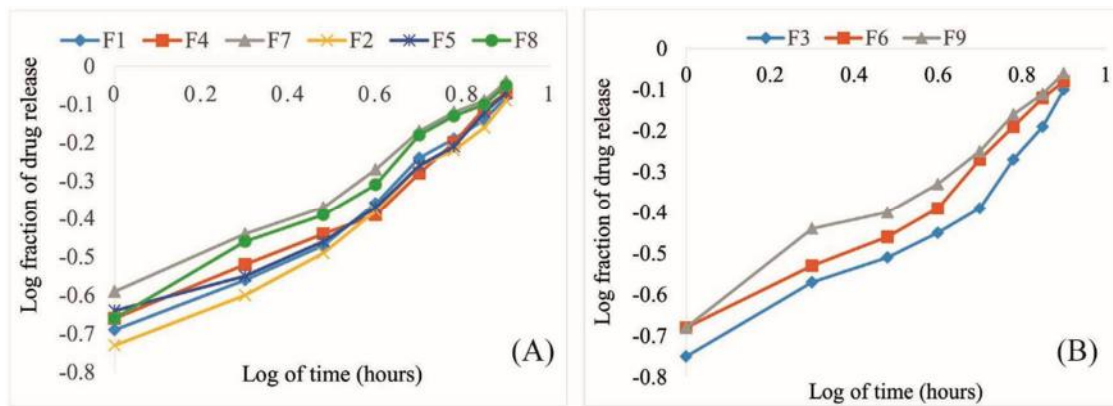 F1 F4 F7 F2 F5 F8
0
0 0.2 0.4 0.6 0.8 1
-0.1
-0.2
-0.3
-0.4
-0.5
-0.6
-0.7
-0.8
Log fraction of drug release
Log of time (hours)
(A)
F3 F6 F9
0
0 0.2 0.4 0.6 0.8 1
-0.1
-0.2
-0.3
-0.4
-0.5
-0.6
-0.7
-0.8
Log fraction of drug release
Log of time (hours)
(B)